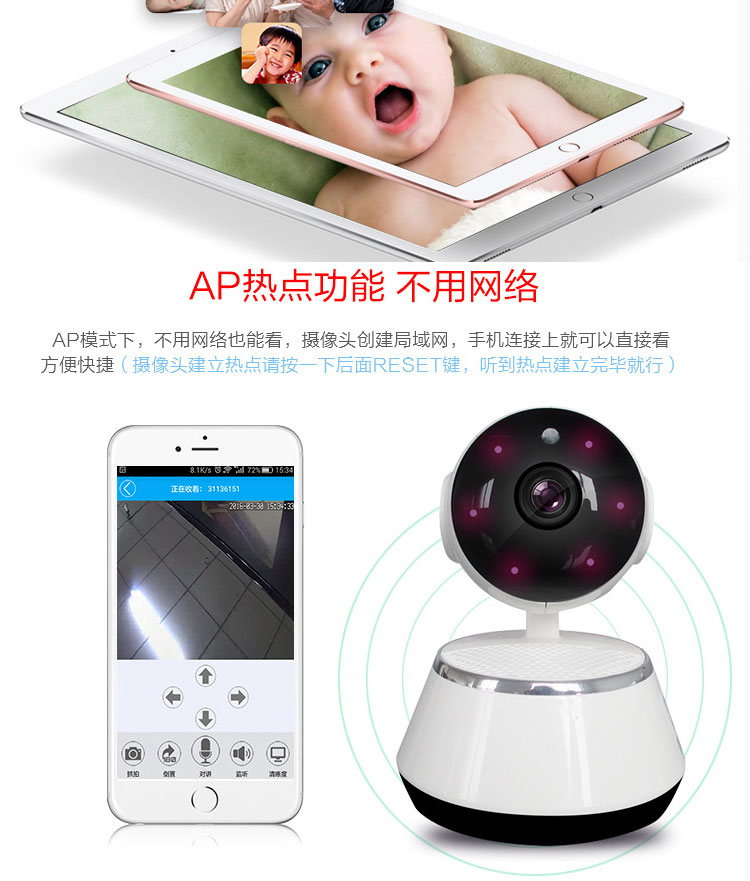 AP热点功能 不用网络
AP模式下，不用网络也能看，摄像头创建局域网，手机连接上就可以直接看
方便快捷（摄像头建立热点请按一下后面RESET键，听到热点建立完毕就行）
8.1K/s 72% 15:34
正在收看： 31136151
2016-03-30 15:34:33
抓拍 倒置 对讲 监听 清晰度